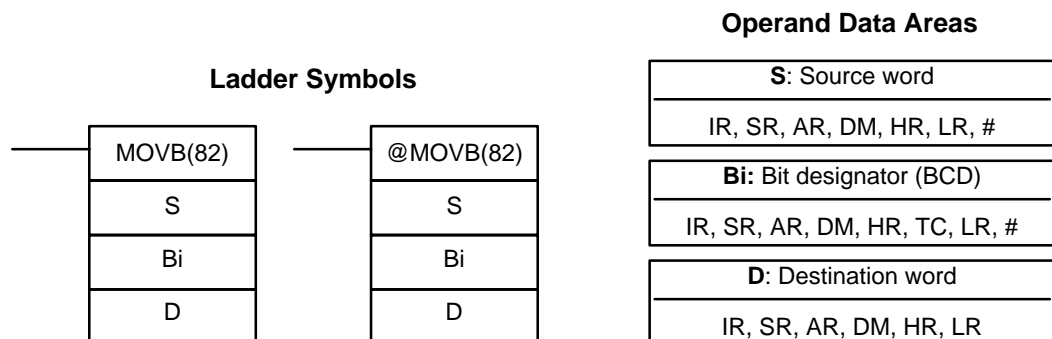 Ladder Symbols
MOVB(82)
S
Bi
D
@MOVB(82)
S
Bi
D
Operand Data Areas
S: Source word
IR, SR, AR, DM, HR, LR, #
Bi: Bit designator (BCD)
IR, SR, AR, DM, HR, TC, LR, #
D: Destination word
IR, SR, AR, DM, HR, LR